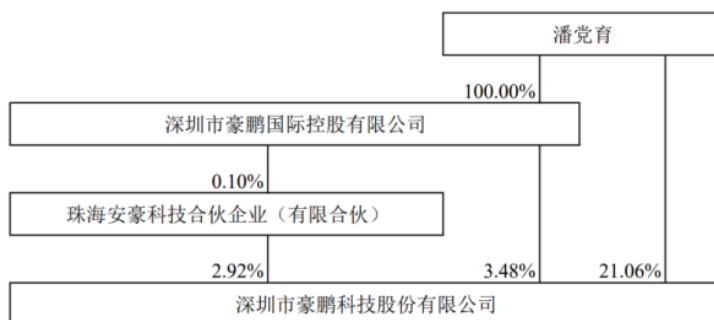 潘党育
100.00%
深圳市豪鹏国际控股有限公司
0.10%
珠海安豪科技合伙企业（有限合伙）
2.92%
3.48%
21.06%
深圳市豪鹏科技股份有限公司